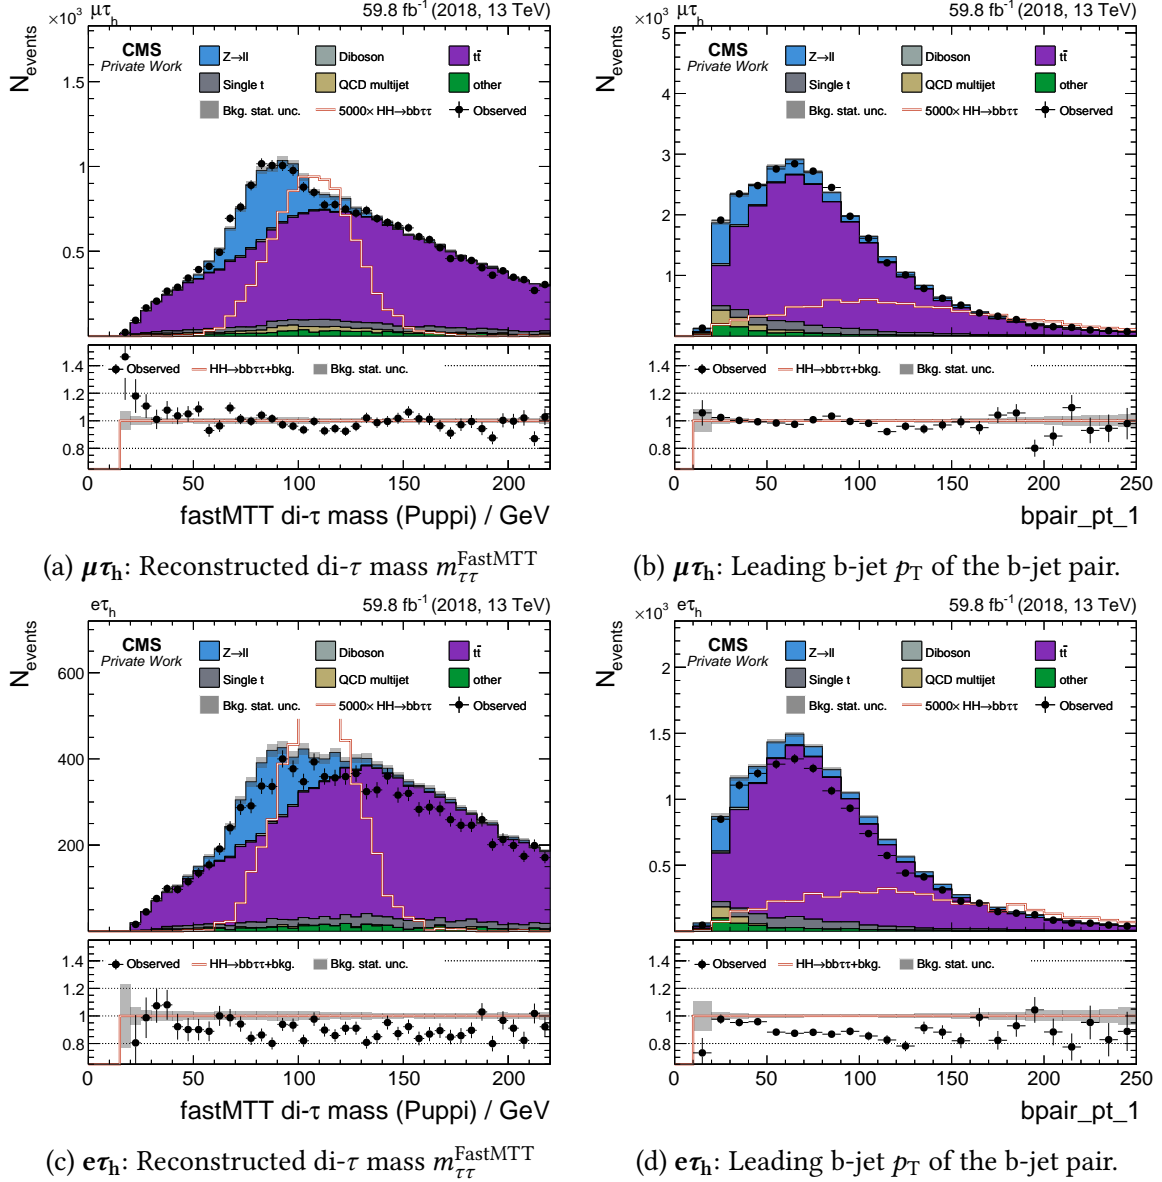 μτh 59.8 fb⁻¹ (2018, 13 TeV)
×10³
N_events
CMS
Private Work
Z→ll Diboson tt̄
Single t QCD multijet other
Bkg. stat. unc. 5000× HH→bbττ Observed
1.5
1
0.5
Observed HH→bbττ+bkg. Bkg. stat. unc.
1.4
1.2
1.0
0.8
0 50 100 150 200
fastMTT di-τ mass (Puppi) / GeV
(a) μτh: Reconstructed di-τ mass m_ττ^FastMTT
μτh 59.8 fb⁻¹ (2018, 13 TeV)
×10³
N_events
CMS
Private Work
Z→ll Diboson tt̄
Single t QCD multijet other
Bkg. stat. unc. 5000× HH→bbττ Observed
5
4
3
2
1
Observed HH→bbττ+bkg. Bkg. stat. unc.
1.4
1.2
1.0
0.8
0 50 100 150 200 250
bpair_pt_1
(b) μτh: Leading b-jet pT of the b-jet pair.
eτh 59.8 fb⁻¹ (2018, 13 TeV)
N_events
CMS
Private Work
Z→ll Diboson tt̄
Single t QCD multijet other
Bkg. stat. unc. 5000× HH→bbττ Observed
600
400
200
Observed HH→bbττ+bkg. Bkg. stat. unc.
1.4
1.2
1.0
0.8
0 50 100 150 200
fastMTT di-τ mass (Puppi) / GeV
(c) eτh: Reconstructed di-τ mass m_ττ^FastMTT
eτh 59.8 fb⁻¹ (2018, 13 TeV)
×10³
N_events
CMS
Private Work
Z→ll Diboson tt̄
Single t QCD multijet other
Bkg. stat. unc. 5000× HH→bbττ Observed
2
1.5
1
0.5
Observed HH→bbττ+bkg. Bkg. stat. unc.
1.4
1.2
1.0
0.8
0 50 100 150 200 250
bpair_pt_1
(d) eτh: Leading b-jet pT of the b-jet pair.